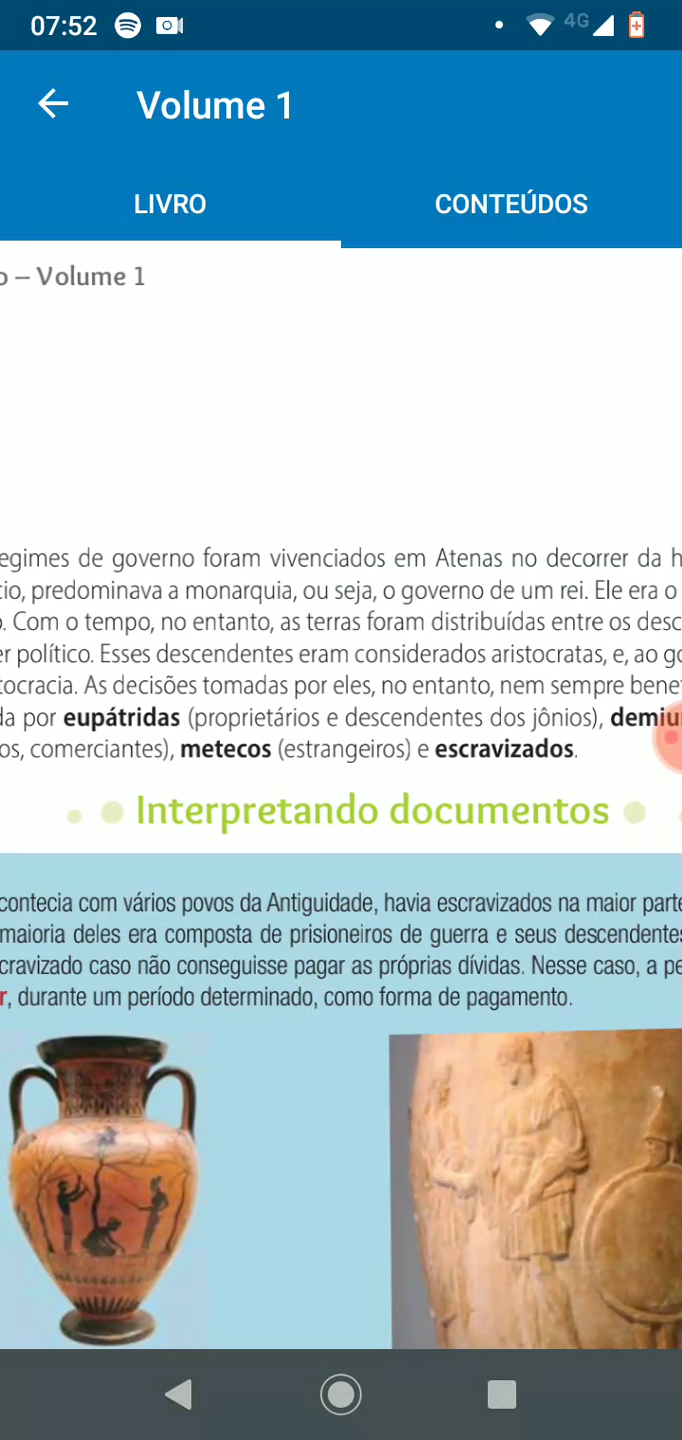 07:52
4G
Volume 1
LIVRO
CONTEÚDOS
o – Volume 1
egimes de governo foram vivenciados em Atenas no decorrer da h
cio, predominava a monarquia, ou seja, o governo de um rei. Ele era o
o. Com o tempo, no entanto, as terras foram distribuídas entre os desc
er político. Esses descendentes eram considerados aristocratas, e, ao go
tocracia. As decisões tomadas por eles, no entanto, nem sempre bene
da por eupátridas (proprietários e descendentes dos jônios), demiu
os, comerciantes), metecos (estrangeiros) e escravizados.
Interpretando documentos
contecia com vários povos da Antiguidade, havia escravizados na maior parte
maioria deles era composta de prisioneiros de guerra e seus descendentes
cravizado caso não conseguisse pagar as próprias dívidas. Nesse caso, a pe
r, durante um período determinado, como forma de pagamento.